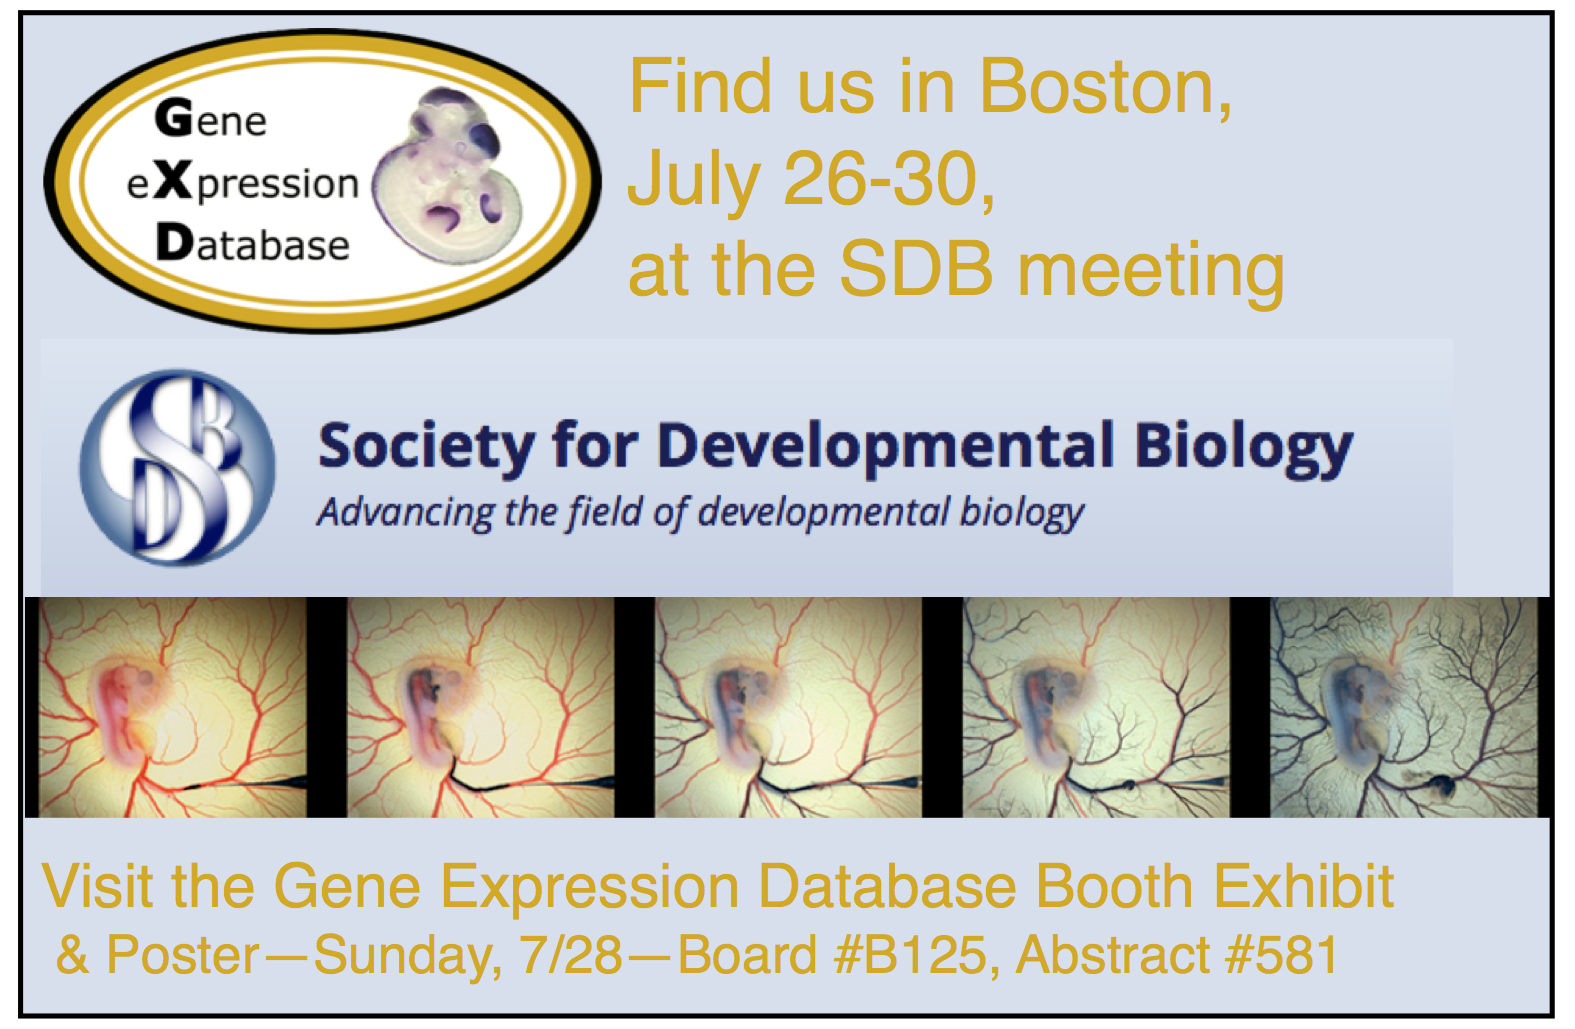 Gene
eXpression
Database
Find us in Boston,
July 26-30,
at the SDB meeting
SDB
Society for Developmental Biology
Advancing the field of developmental biology
Visit the Gene Expression Database Booth Exhibit
& Poster—Sunday, 7/28—Board #B125, Abstract #581